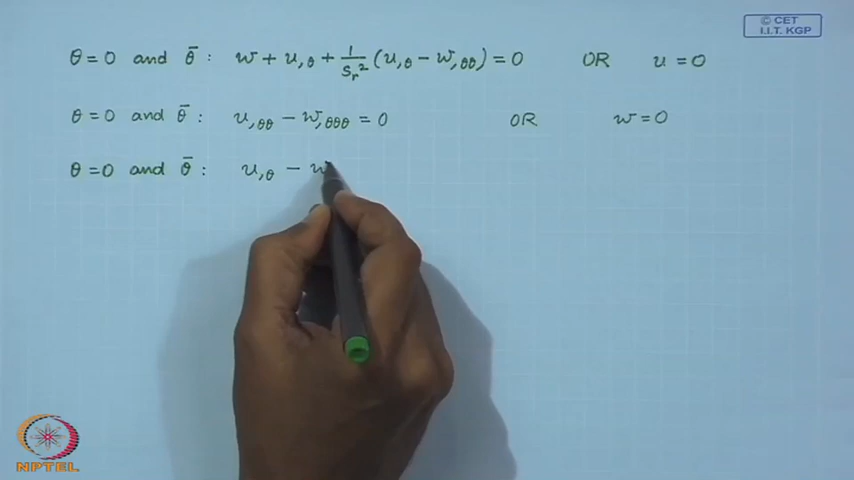 © CET
I.I.T. KGP
θ = 0 and θ̄ : w + u,θ + 1/Sr² (u,θ − w,θθ) = 0 OR u = 0
θ = 0 and θ̄ : u,θθ − w,θθθ = 0 OR w = 0
θ = 0 and θ̄ : u,θ − w
NPTEL